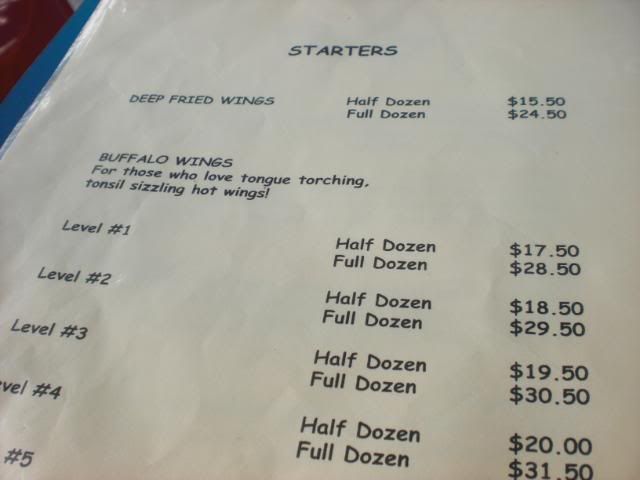 STARTERS
DEEP FRIED WINGS Half Dozen $15.50
Full Dozen $24.50
BUFFALO WINGS
For those who love tongue torching,
tonsil sizzling hot wings!
Level #1
Half Dozen $17.50
Full Dozen $28.50
Level #2
Half Dozen $18.50
Full Dozen $29.50
Level #3
Half Dozen $19.50
Full Dozen $30.50
vel #4
Half Dozen $20.00
Full Dozen $31.50
#5